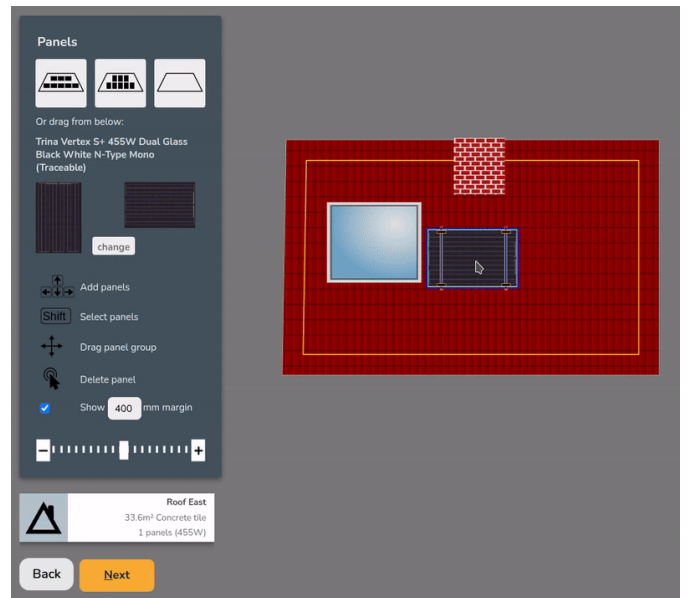 Panels
Or drag from below:
Trina Vertex S+ 455W Dual Glass
Black White N-Type Mono
(Traceable)
change
Add panels
Shift
Select panels
Drag panel group
Delete panel
Show 400 mm margin
Roof East
33.6m² Concrete tile
1 panels (455W)
Back
Next